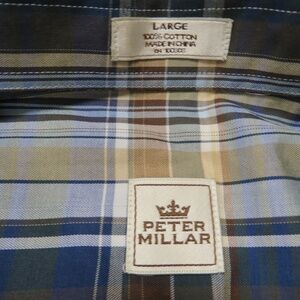 LARGE
100% COTTON
MADE IN CHINA
PETER
MILLAR